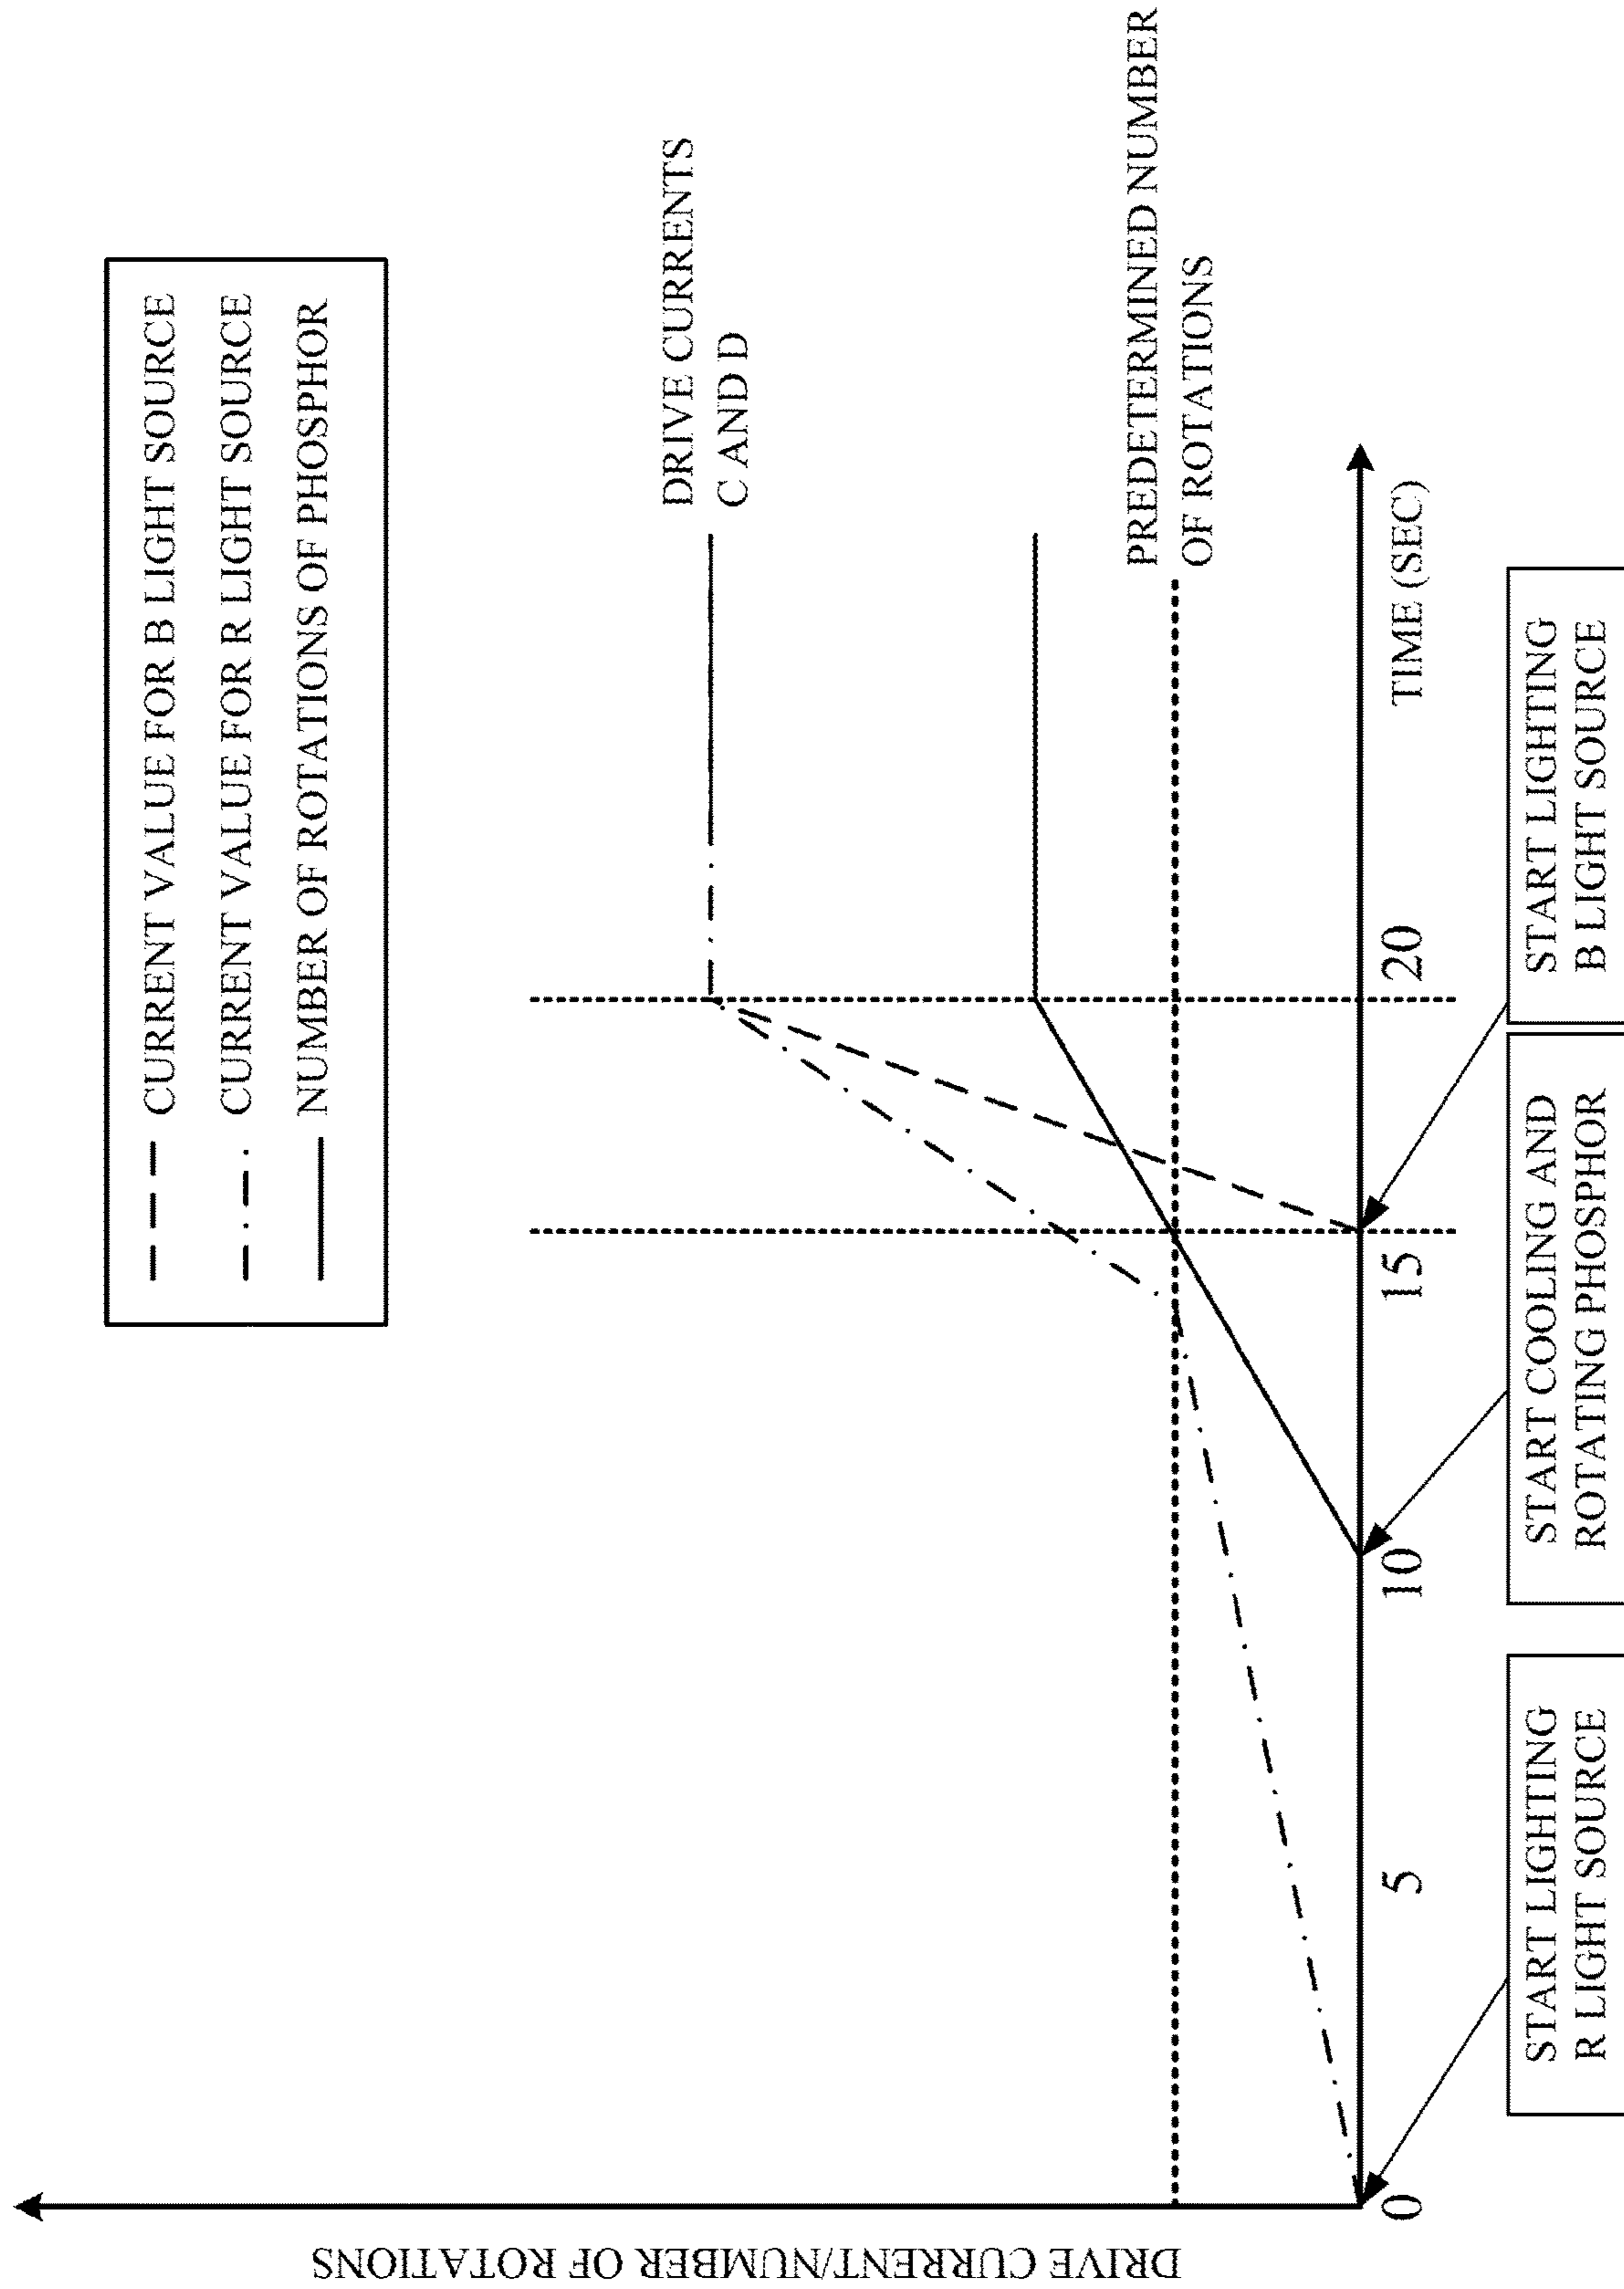 CURRENT VALUE FOR B LIGHT SOURCE
CURRENT VALUE FOR R LIGHT SOURCE
NUMBER OF ROTATIONS OF PHOSPHOR
DRIVE CURRENTS
C AND D
PREDETERMINED NUMBER
OF ROTATIONS
DRIVE CURRENT/NUMBER OF ROTATIONS
0
5
10
15
20
TIME (SEC)
START LIGHTING
R LIGHT SOURCE
START COOLING AND
ROTATING PHOSPHOR
START LIGHTING
B LIGHT SOURCE